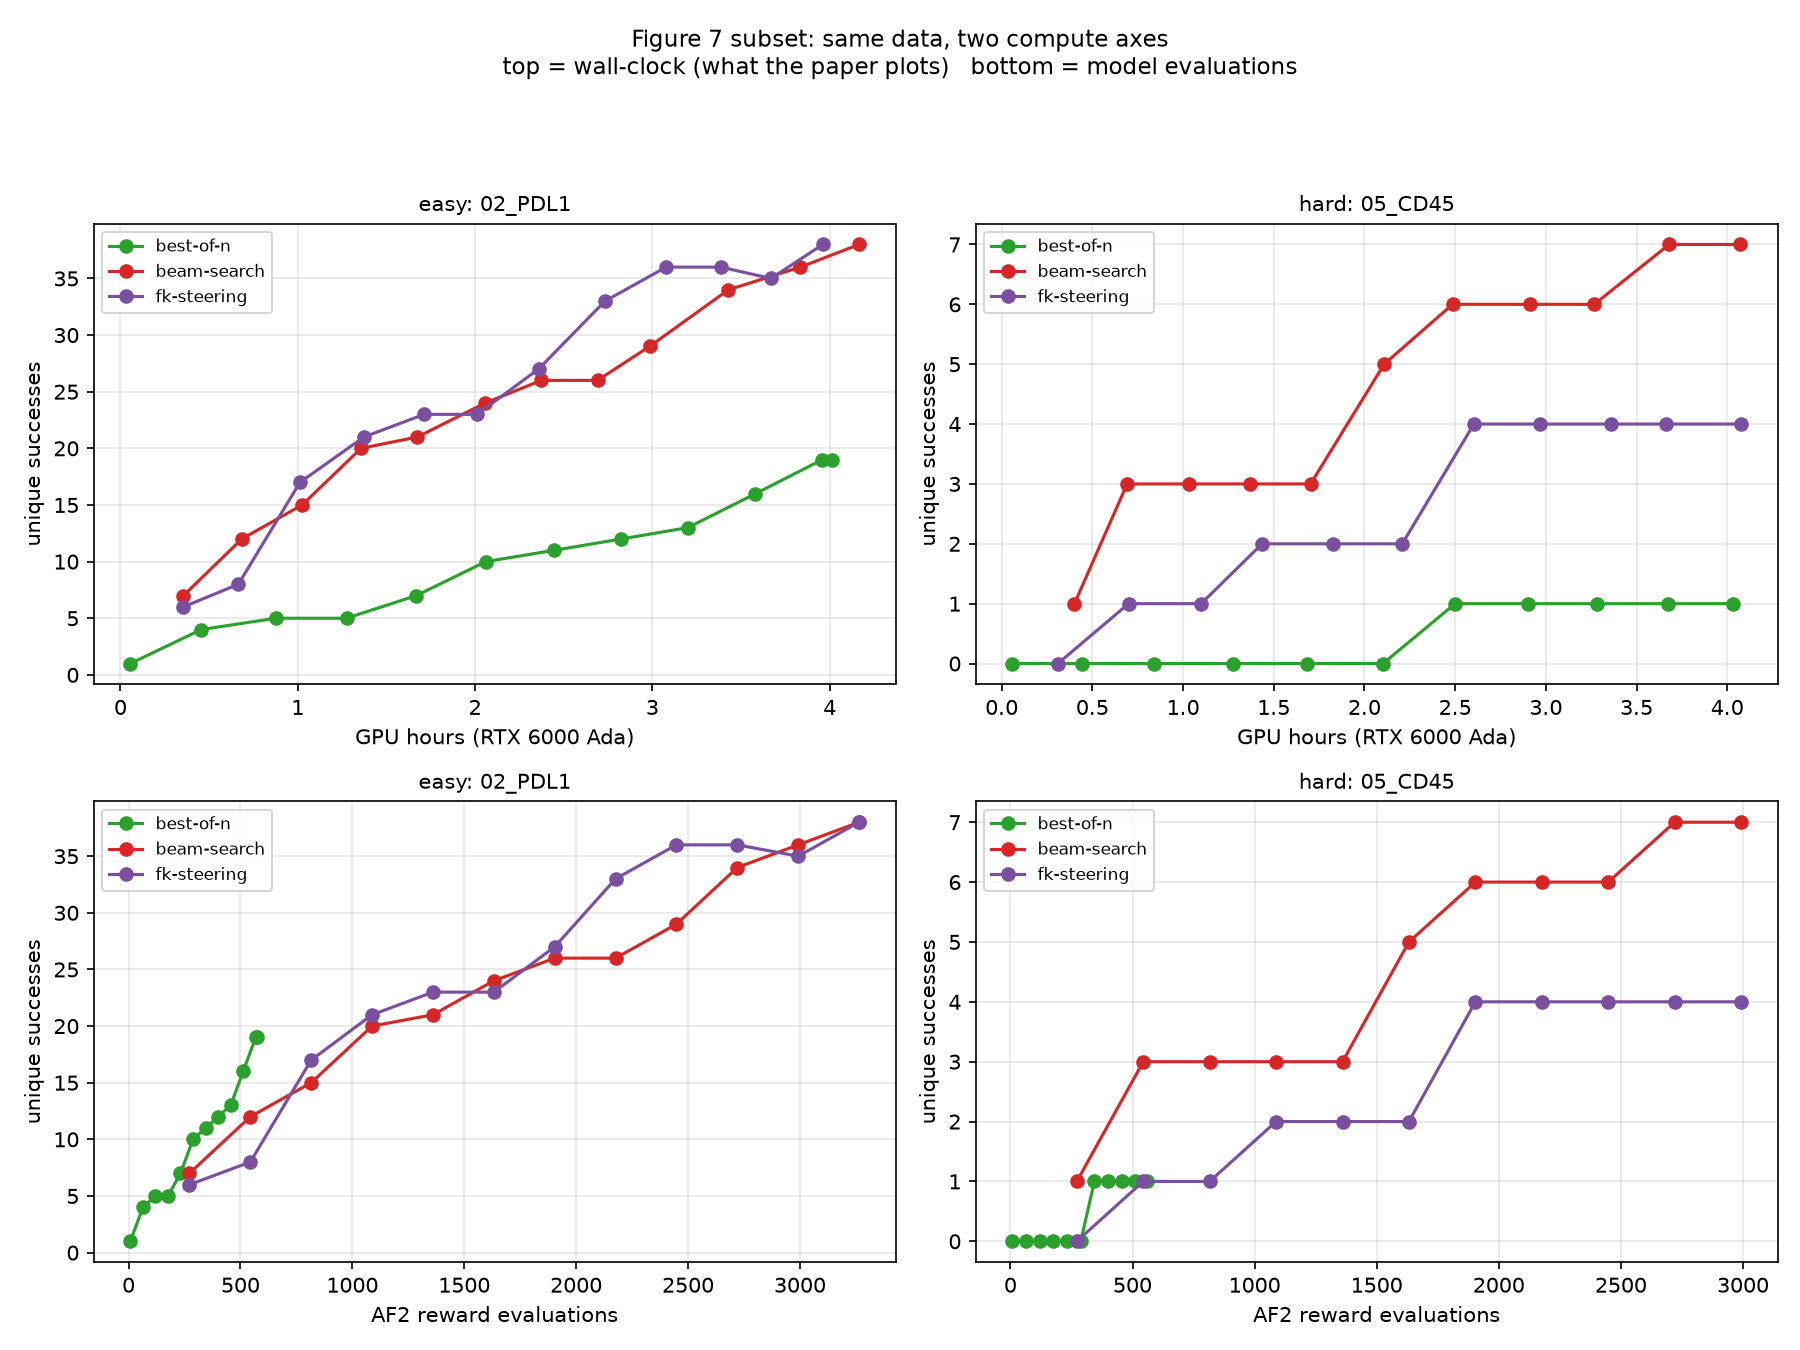 Figure 7 subset: same data, two compute axes
top = wall-clock (what the paper plots)   bottom = model evaluations
easy: 02_PDL1
best-of-n
beam-search
fk-steering
unique successes
35
30
25
20
15
10
5
0
0 1 2 3 4
GPU hours (RTX 6000 Ada)
hard: 05_CD45
best-of-n
beam-search
fk-steering
unique successes
7
6
5
4
3
2
1
0
0.0 0.5 1.0 1.5 2.0 2.5 3.0 3.5 4.0
GPU hours (RTX 6000 Ada)
easy: 02_PDL1
best-of-n
beam-search
fk-steering
unique successes
35
30
25
20
15
10
5
0
0 500 1000 1500 2000 2500 3000
AF2 reward evaluations
hard: 05_CD45
best-of-n
beam-search
fk-steering
unique successes
7
6
5
4
3
2
1
0
0 500 1000 1500 2000 2500 3000
AF2 reward evaluations